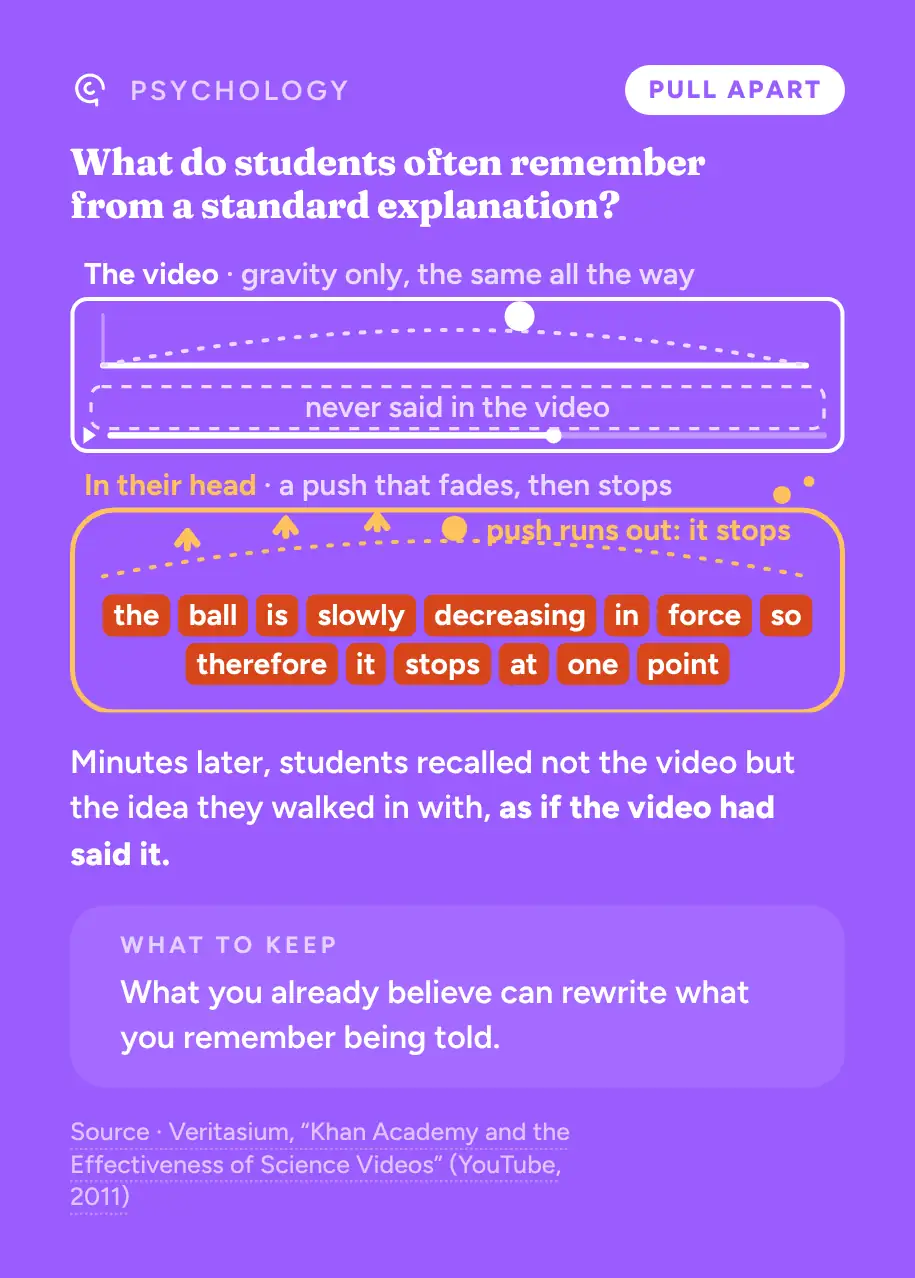 PSYCHOLOGY
PULL APART
What do students often remember
from a standard explanation?
The video · gravity only, the same all the way
never said in the video
In their head · a push that fades, then stops
push runs out: it stops
the ball is slowly decreasing in force so
therefore it stops at one point
Minutes later, students recalled not the video but
the idea they walked in with, as if the video had
said it.
WHAT TO KEEP
What you already believe can rewrite what
you remember being told.
Source · Veritasium, “Khan Academy and the
Effectiveness of Science Videos” (YouTube,
2011)